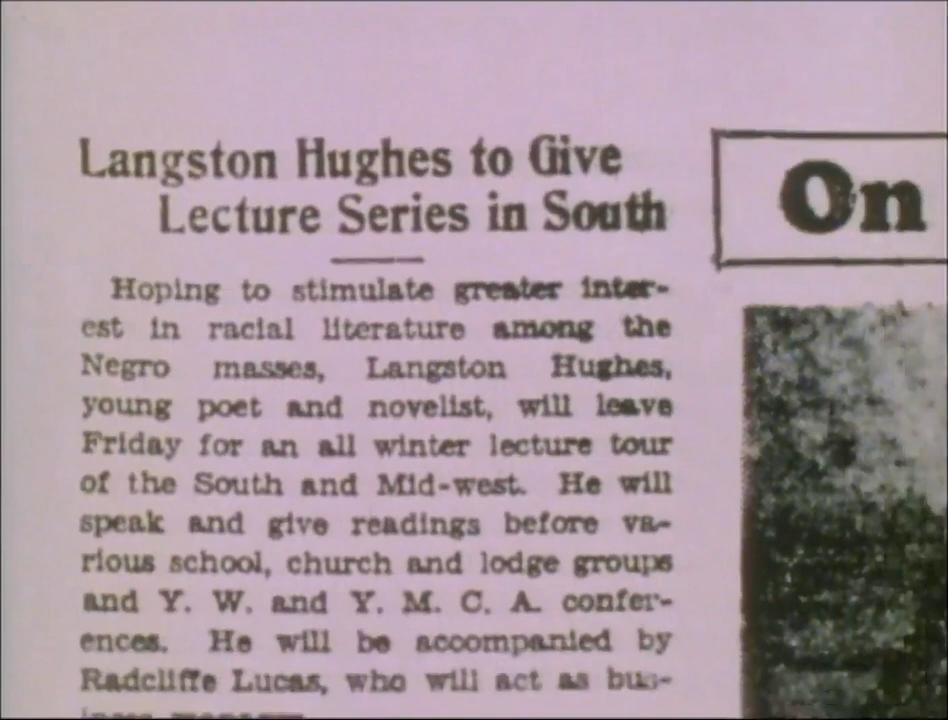 Langston Hughes to Give
Lecture Series in South
Hoping to stimulate greater inter-
est in racial literature among the
Negro masses, Langston Hughes,
young poet and novelist, will leave
Friday for an all winter lecture tour
of the South and Mid-west. He will
speak and give readings before va-
rious school, church and lodge groups
and Y. W. and Y. M. C. A. confer-
ences. He will be accompanied by
Radcliffe Lucas, who will act as bus-
On